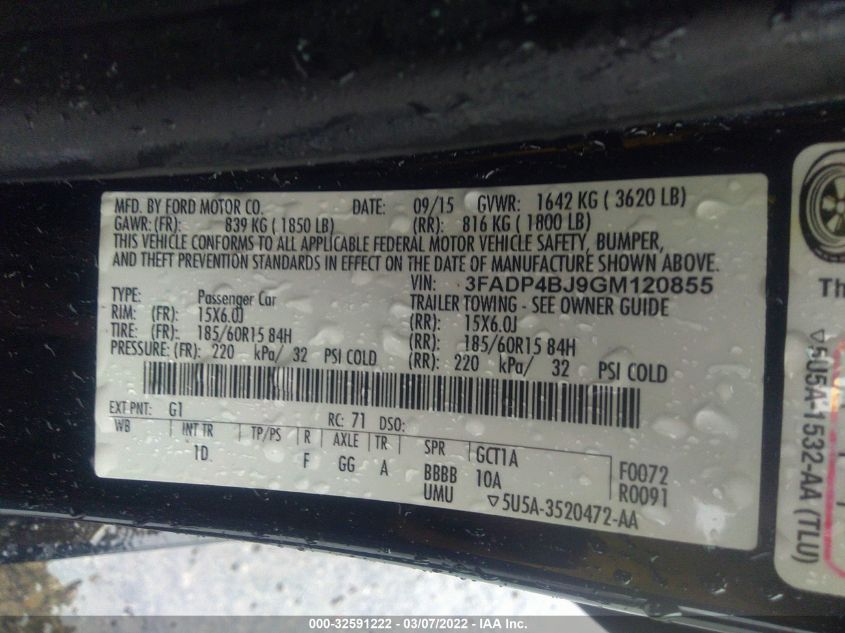 MFD. BY FORD MOTOR CO. DATE: 09/15 GVWR: 1642 KG ( 3620 LB)
GAWR: (FR): 839 KG ( 1850 LB) (RR): 816 KG ( 1800 LB)
THIS VEHICLE CONFORMS TO ALL APPLICABLE FEDERAL MOTOR VEHICLE SAFETY, BUMPER,
AND THEFT PREVENTION STANDARDS IN EFFECT ON THE DATE OF MANUFACTURE SHOWN ABOVE.
VIN: 3FADP4BJ9GM120855
TYPE: Passenger Car TRAILER TOWING - SEE OWNER GUIDE
RIM: (FR): 15X6.0J (RR): 15X6.0J
TIRE: (FR): 185/60R15 84H (RR): 185/60R15 84H
PRESSURE: (FR): 220 kPa/ 32 PSI COLD (RR): 220 kPa/ 32 PSI COLD
EXT PNT: G1 RC: 71 DSO:
WB INT TR TP/PS R AXLE TR SPR GCT1A
1D. F GG A BBBB 10A F0072
UMU ▽5U5A-3520472-AA R0091
Th
▽5U5A-1532-AA (TLU)
000-32591222 — 03/07/2022 — IAA Inc.